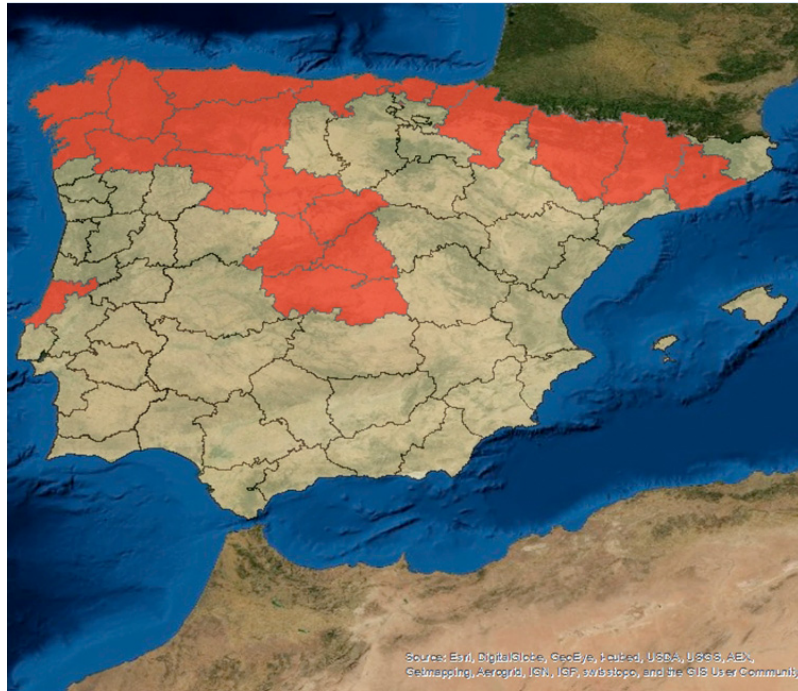 Source: Esri, DigitalGlobe, GeoEye, i-cubed, USDA, USGS, AEX,
Getmapping, Aerogrid, IGN, IGP, swisstopo, and the GIS User Communit